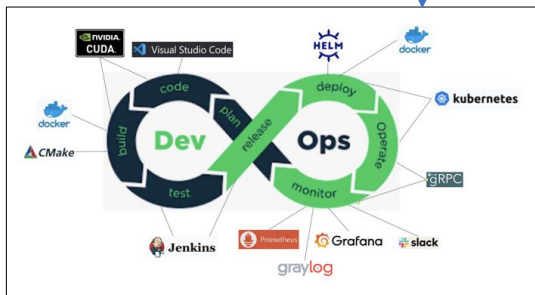 NVIDIA.
CUDA.
Visual Studio Code
HELM
docker
code
deploy
kubernetes
docker
plan
release
build
Dev
Ops
Operate
CMake
test
monitor
gRPC
Jenkins
Prometheus
Grafana
slack
graylog